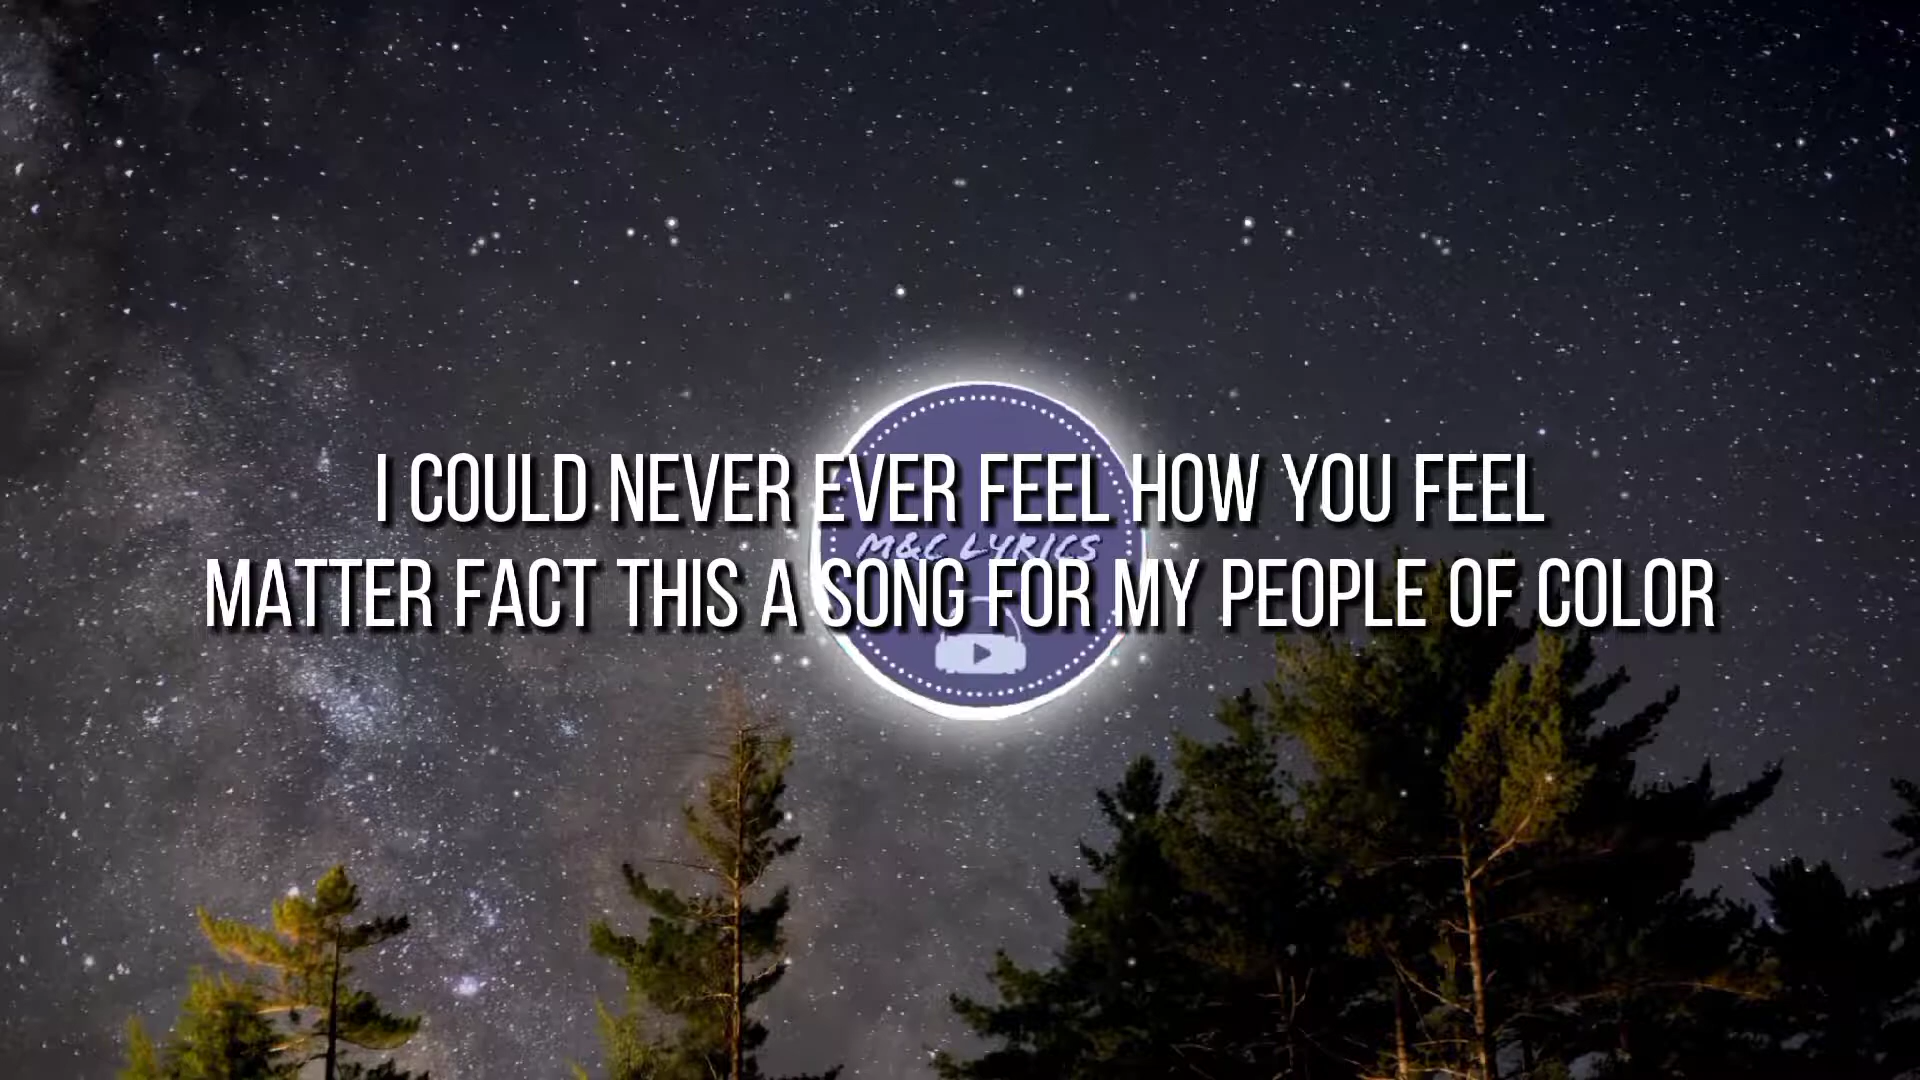 I COULD NEVER EVER FEEL HOW YOU FEEL
M&C LYRICS
MATTER FACT THIS A SONG FOR MY PEOPLE OF COLOR